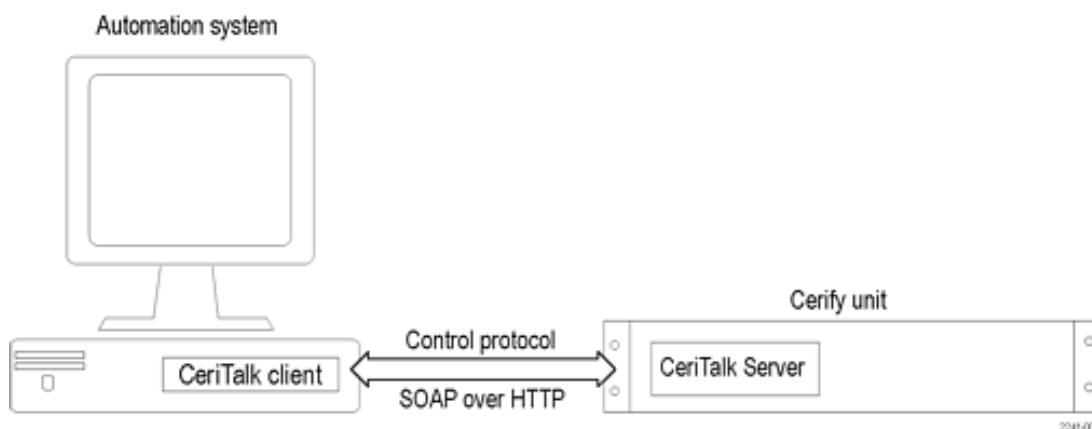 Automation system
Cerify unit
Control protocol
CeriTalk client
CeriTalk Server
SOAP over HTTP